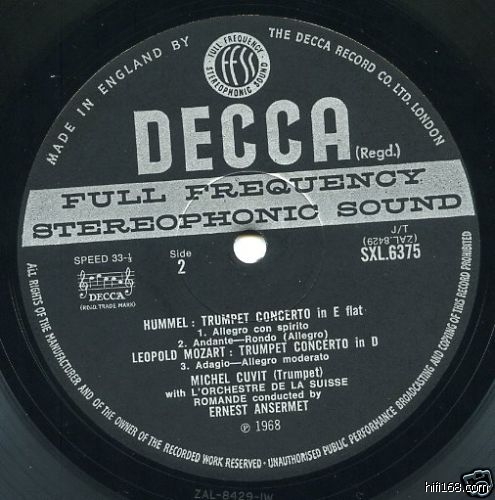 MADE IN ENGLAND BY
THE DECCA RECORD CO. LTD. LONDON
FULL FREQUENCY
FFSS
STEREOPHONIC SOUND
DECCA (Regd.)
FULL FREQUENCY
STEREOPHONIC SOUND
SPEED 33-⅓
DECCA
(REGD. TRADE MARK)
Side
2
J/1
(ZAL.8429)
SXL.6375
HUMMEL: TRUMPET CONCERTO in E flat
1. Allegro con spirito
2. Andante—Rondo (Allegro)
LEOPOLD MOZART: TRUMPET CONCERTO in D
3. Adagio—Allegro moderato
MICHEL CUVIT (Trumpet)
with L'ORCHESTRE DE LA SUISSE
ROMANDE conducted by
ERNEST ANSERMET
℗ 1968
ALL RIGHTS OF THE MANUFACTURER AND OF THE OWNER OF THE RECORDED WORK RESERVED · UNAUTHORISED PUBLIC PERFORMANCE BROADCASTING AND COPYING OF THIS RECORD PROHIBITED
ZAL-8429-1W
hifi168.com